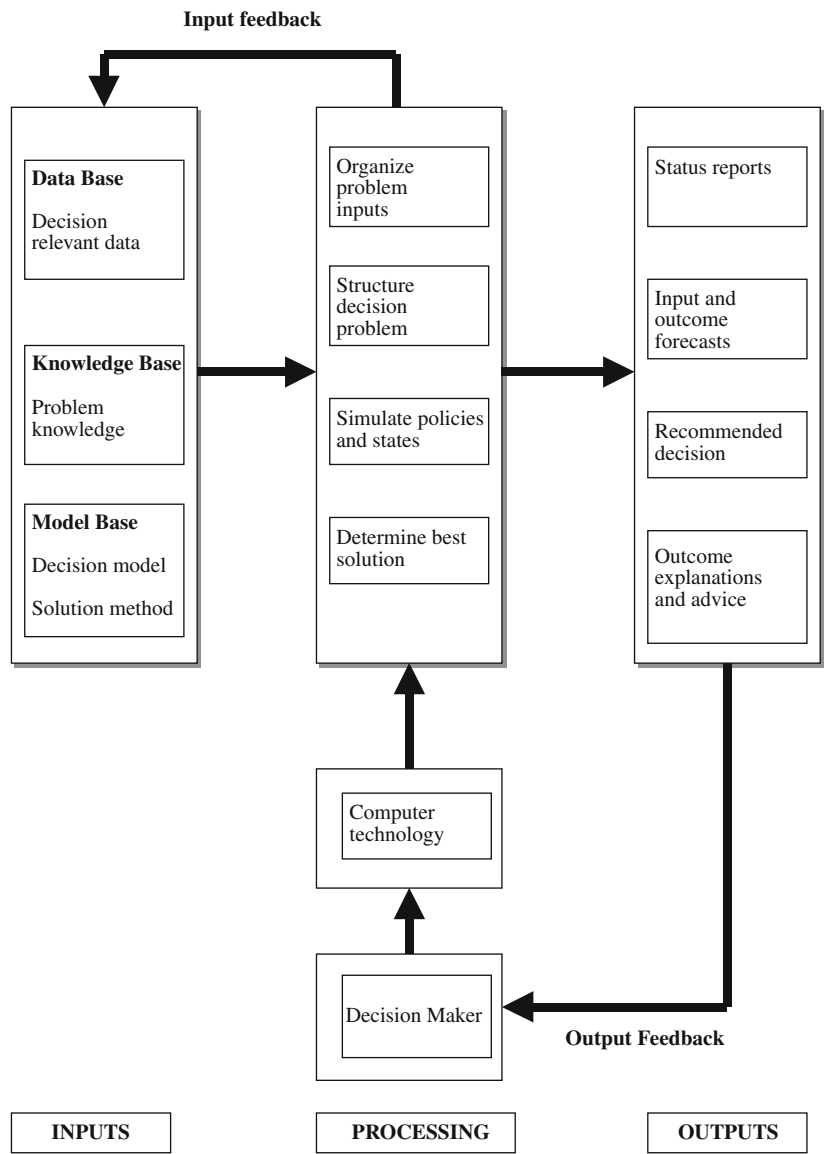 Input feedback
Data Base
Decision
relevant data
Knowledge Base
Problem
knowledge
Model Base
Decision model
Solution method
Organize
problem
inputs
Structure
decision
problem
Simulate policies
and states
Determine best
solution
Status reports
Input and
outcome
forecasts
Recommended
decision
Outcome
explanations
and advice
Computer
technology
Decision Maker
Output Feedback
INPUTS
PROCESSING
OUTPUTS